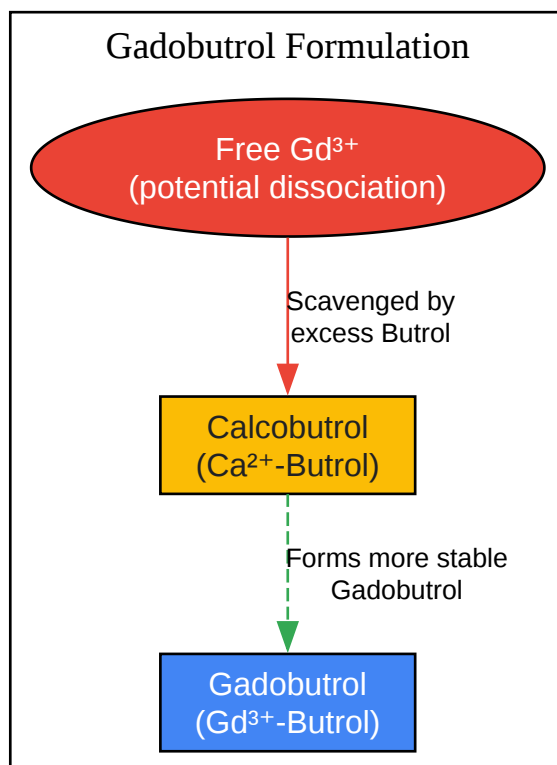 Gadobutrol Formulation
Free Gd³⁺
(potential dissociation)
Scavenged by
excess Butrol
Calcobutrol
(Ca²⁺-Butrol)
Forms more stable
Gadobutrol
Gadobutrol
(Gd³⁺-Butrol)